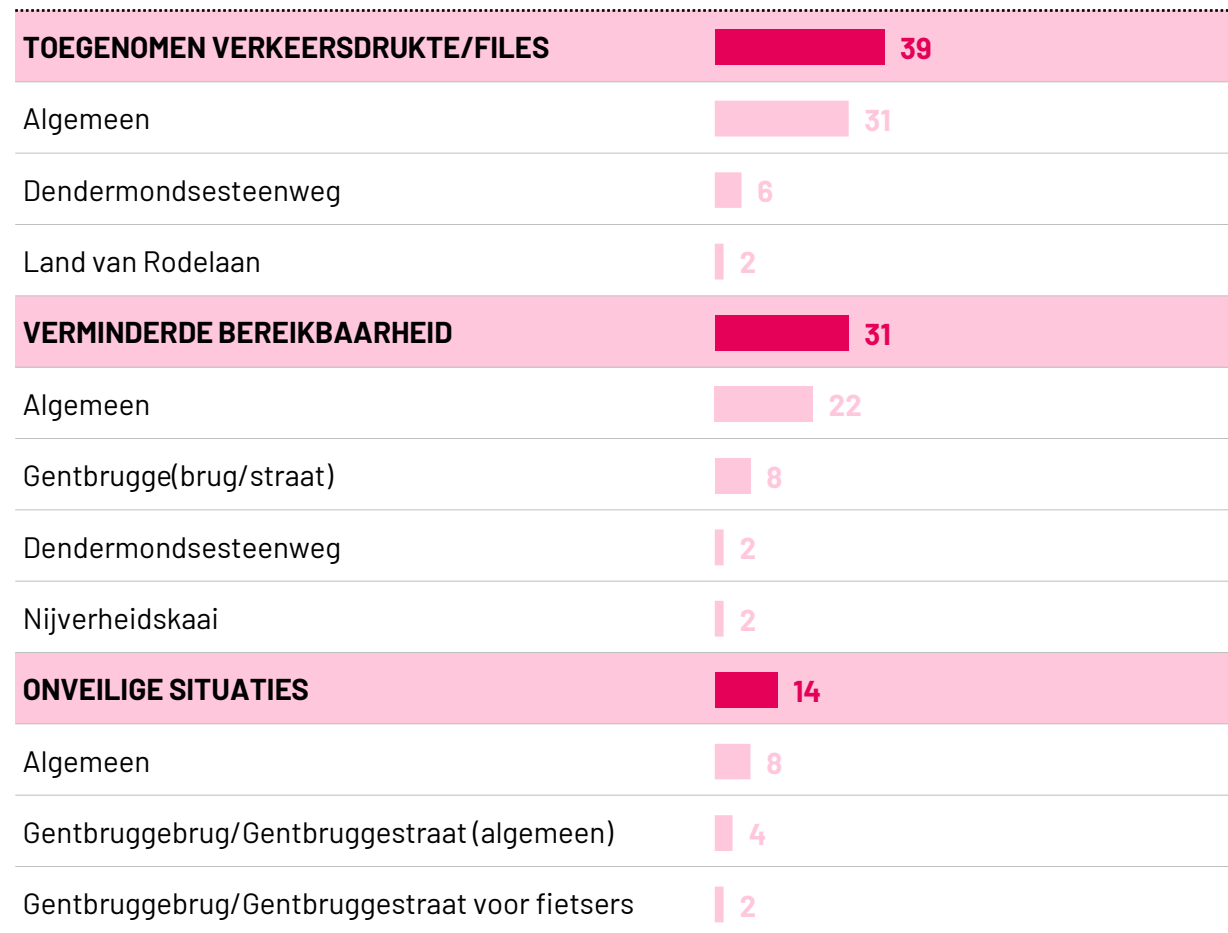 TOEGENOMEN VERKEERSDRUKTE/FILES 39
Algemeen 31
Dendermondsesteenweg 6
Land van Rodelaan 2
VERMINDERDE BEREIKBAARHEID 31
Algemeen 22
Gentbrugge(brug/straat) 8
Dendermondsesteenweg 2
Nijverheidskaai 2
ONVEILIGE SITUATIES 14
Algemeen 8
Gentbruggebrug/Gentbruggestraat (algemeen) 4
Gentbruggebrug/Gentbruggestraat voor fietsers 2